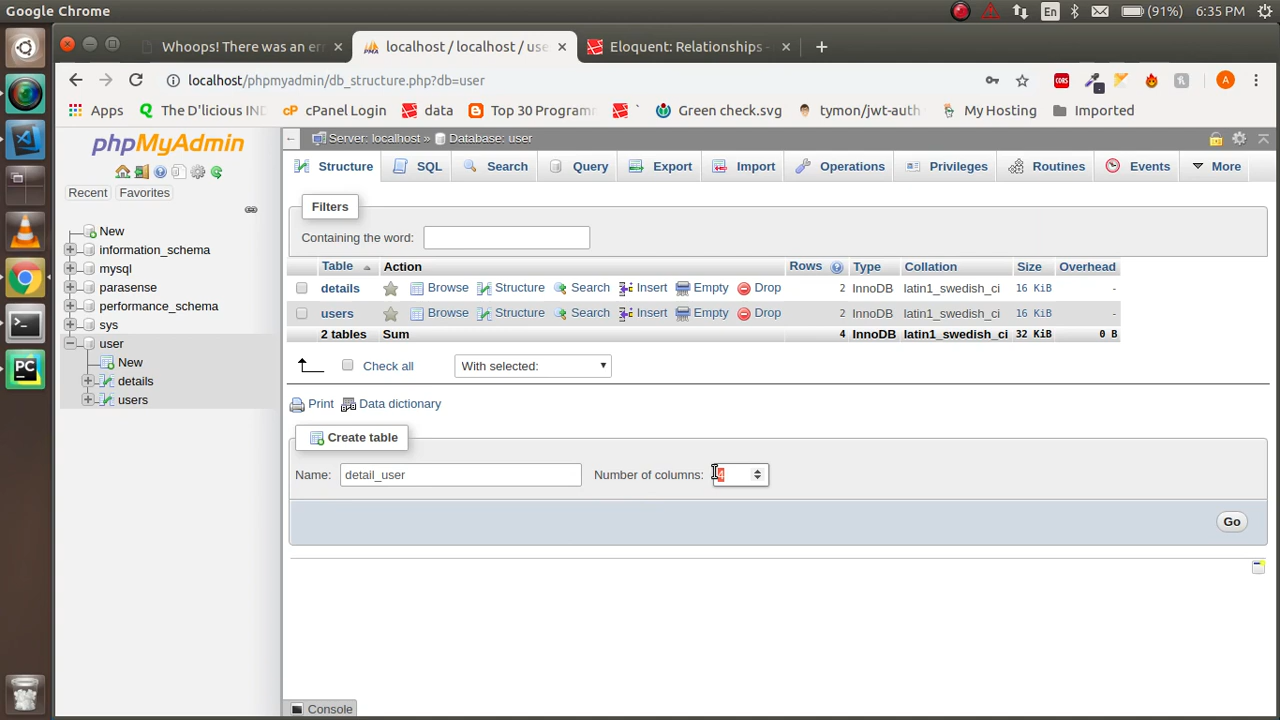 Google Chrome En (91%) 6:35 PM
Whoops! There was an err localhost / localhost / use Eloquent: Relationships -
localhost/phpmyadmin/db_structure.php?db=user A
Apps The D'licious IND cPanel Login data Top 30 Programm Green check.svg tymon/jwt-auth My Hosting Imported
phpMyAdmin
Recent Favorites
New
information_schema
mysql
parasense
performance_schema
sys
user
New
details
users
Server: localhost » Database: user
Structure SQL Search Query Export Import Operations Privileges Routines Events More
Filters
Containing the word:
Table Action Rows Type Collation Size Overhead
details Browse Structure Search Insert Empty Drop 2 InnoDB latin1_swedish_ci 16 KiB -
users Browse Structure Search Insert Empty Drop 2 InnoDB latin1_swedish_ci 16 KiB -
2 tables Sum 4 InnoDB latin1_swedish_ci 32 KiB 0 B
Check all With selected:
Print Data dictionary
Create table
Name: detail_user Number of columns: 4
Go
Console